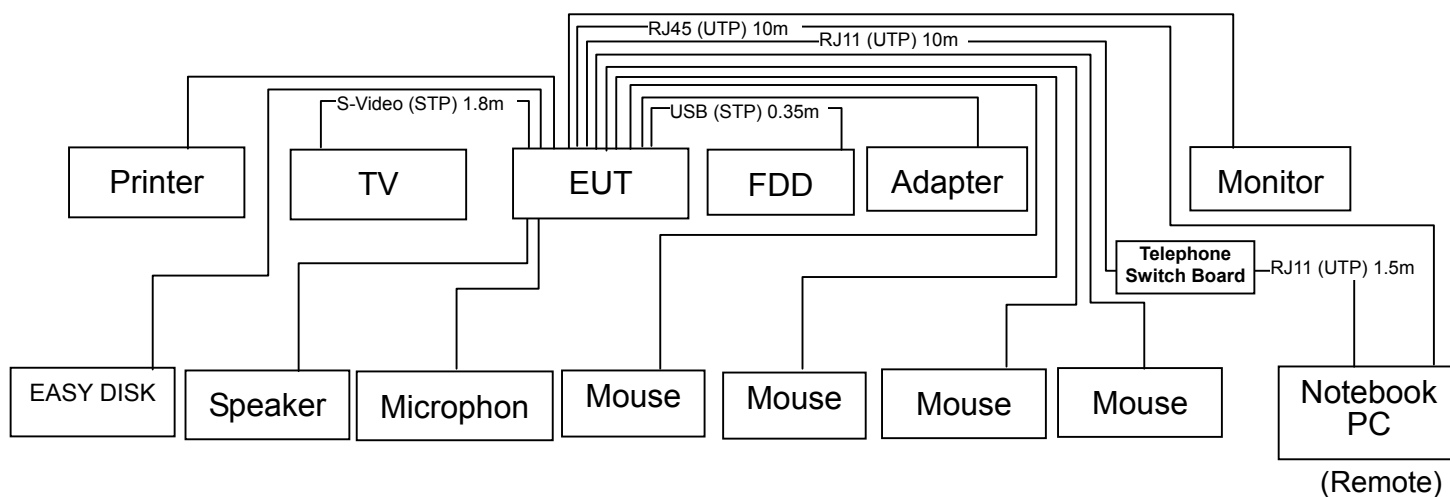 RJ45 (UTP) 10m
RJ11 (UTP) 10m
S-Video (STP) 1.8m
USB (STP) 0.35m
Printer
TV
EUT
FDD
Adapter
Monitor
Telephone
Switch Board
RJ11 (UTP) 1.5m
EASY DISK
Speaker
Microphon
Mouse
Mouse
Mouse
Mouse
Notebook
PC
(Remote)